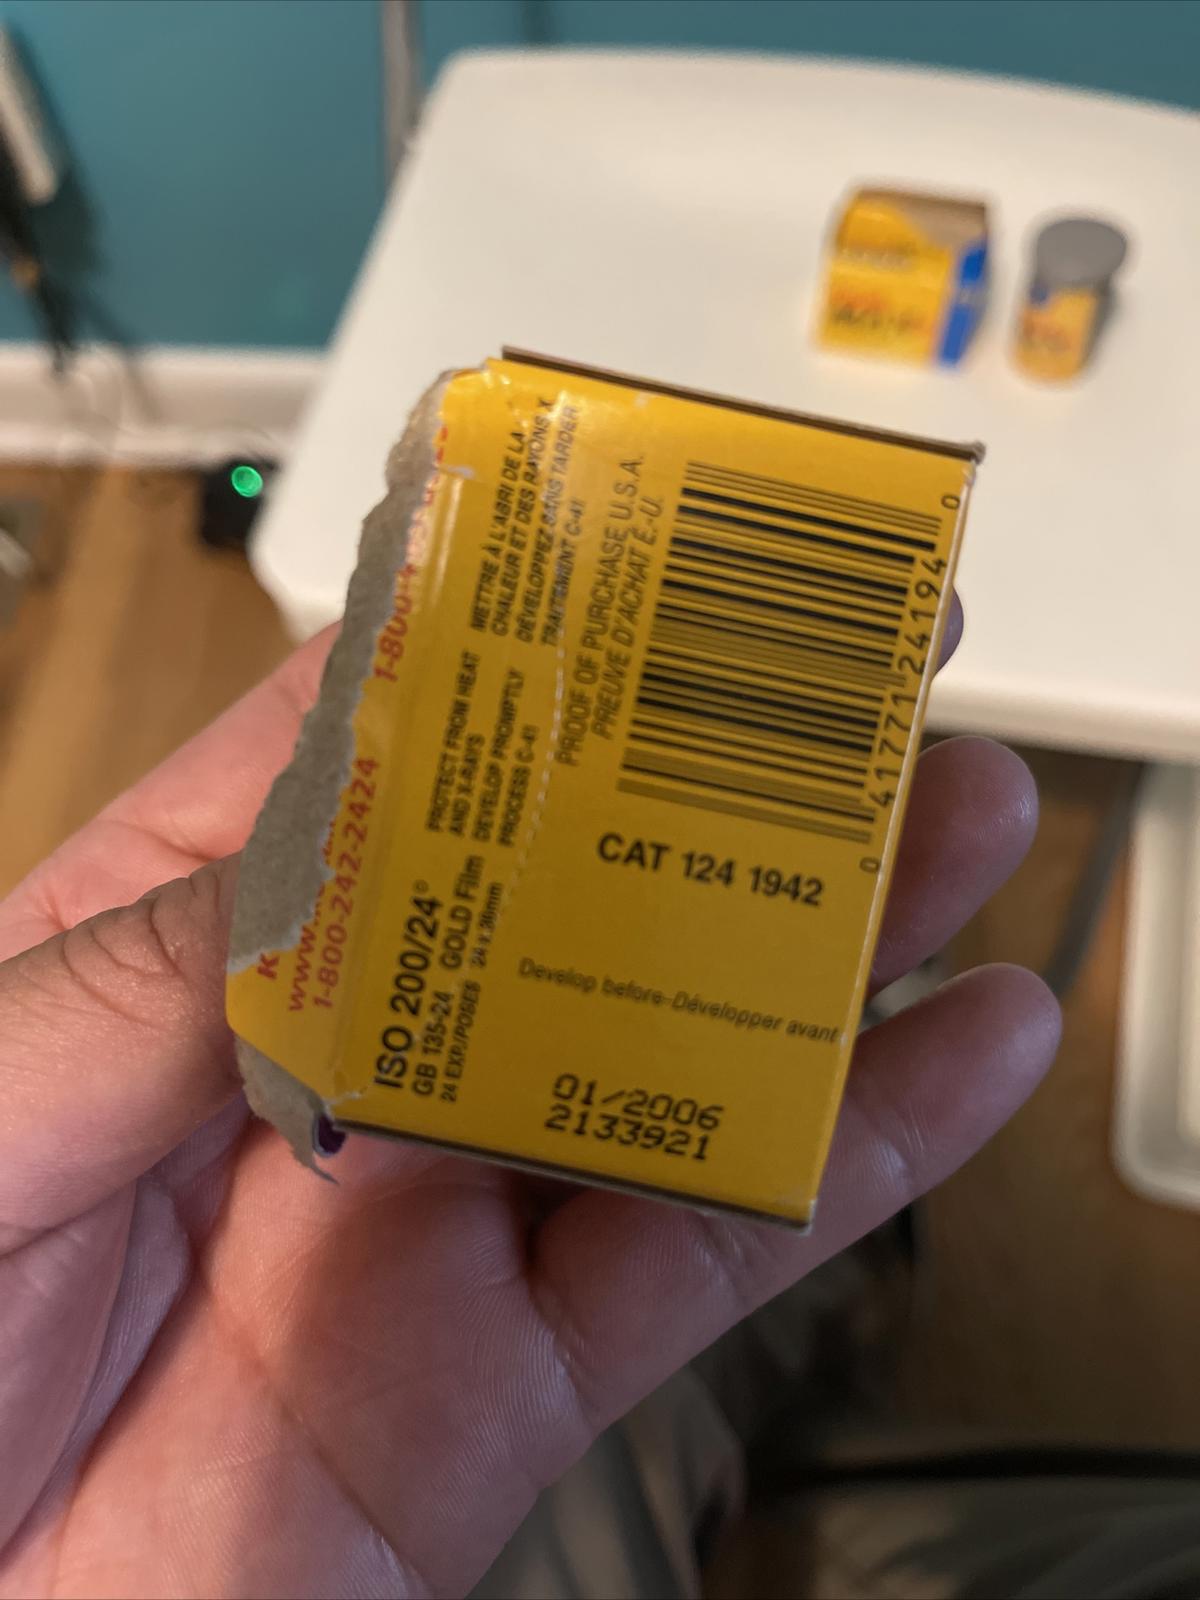 1-800-242-2424
ISO 200/24°
GB 135-24 GOLD Film
24 EXP./POSES 24 x 36mm
PROTECT FROM HEAT
AND X-RAYS
DEVELOP PROMPTLY
PROCESS C-41
METTRE À L'ABRI DE LA
CHALEUR ET DES RAYONS X
DÉVELOPPEZ SANS TARDER
TRAITEMENT C-41
PROOF OF PURCHASE U.S.A.
PREUVE D'ACHAT É.-U.
0 41771 24194 0
CAT 124 1942
Develop before-Développer avant
01/2006
2133921